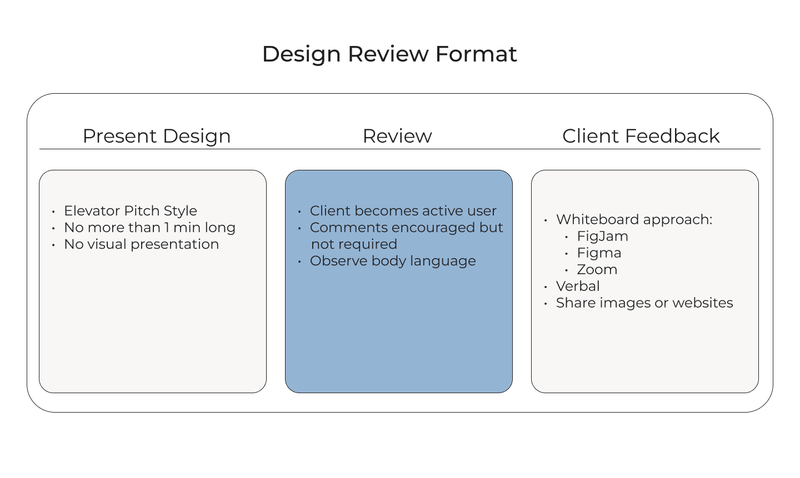 Design Review Format
Present Design
Review
Client Feedback
• Elevator Pitch Style
• No more than 1 min long
• No visual presentation
• Client becomes active user
• Comments encouraged but
not required
• Observe body language
• Whiteboard approach:
• FigJam
• Figma
• Zoom
• Verbal
• Share images or websites